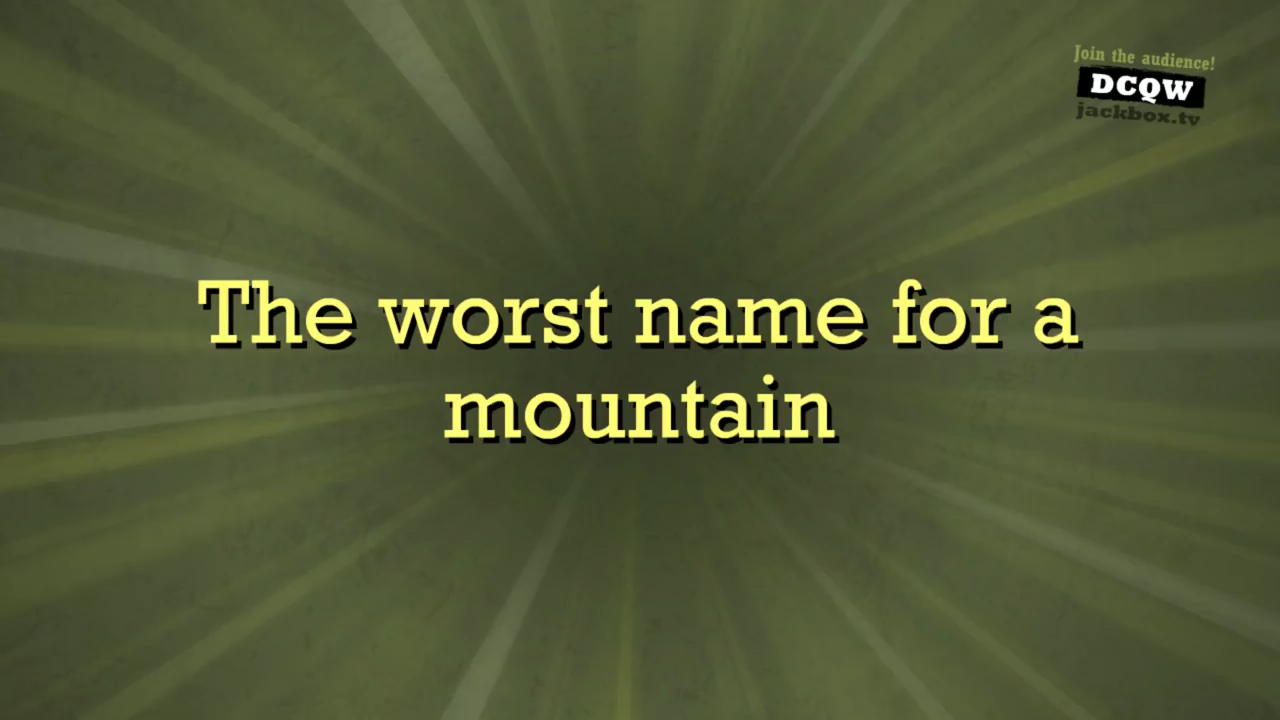 Join the audience!
DCQW
jackbox.tv
The worst name for a
mountain